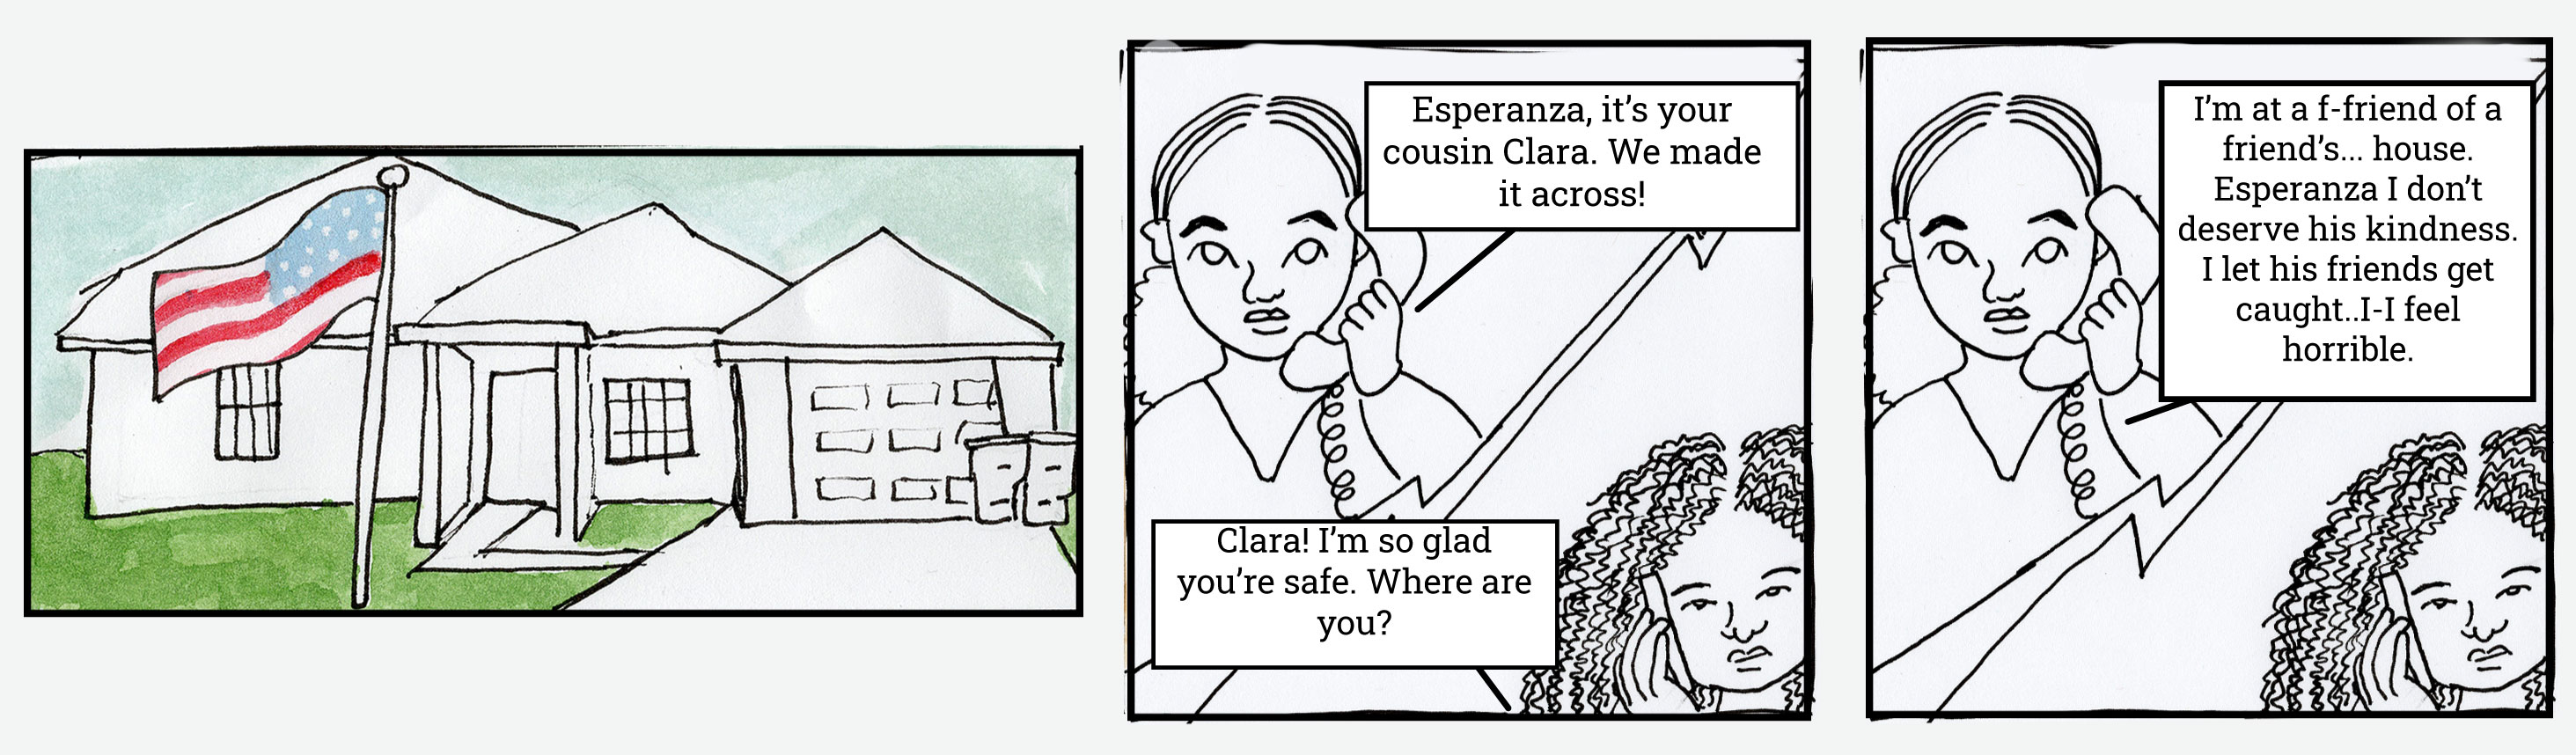 Esperanza, it’s your
cousin Clara. We made
it across!
Clara! I’m so glad
you’re safe. Where are
you?
I’m at a f-friend of a
friend’s... house.
Esperanza I don’t
deserve his kindness.
I let his friends get
caught..I-I feel
horrible.